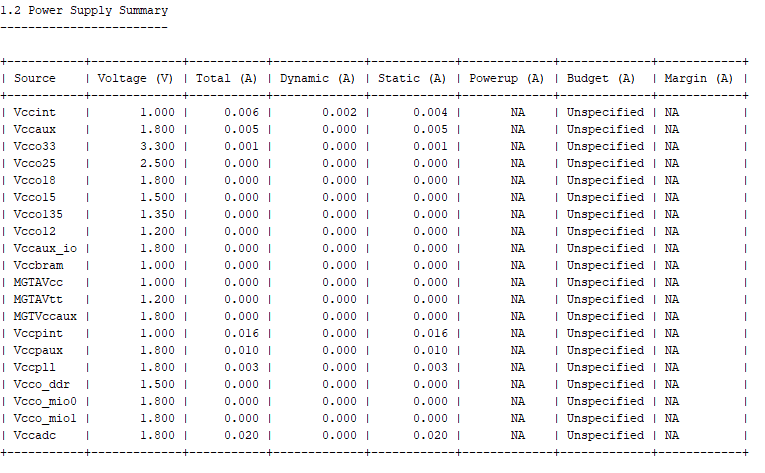 1.2 Power Supply Summary
------------------------
+-----------+-------------+-----------+-------------+------------+-------------+-------------+------------+
| Source    | Voltage (V) | Total (A) | Dynamic (A) | Static (A) | Powerup (A) | Budget (A)  | Margin (A) |
+-----------+-------------+-----------+-------------+------------+-------------+-------------+------------+
| Vccint    |       1.000 |     0.006 |       0.002 |      0.004 |       NA    | Unspecified | NA         |
| Vccaux    |       1.800 |     0.005 |       0.000 |      0.005 |       NA    | Unspecified | NA         |
| Vcco33    |       3.300 |     0.001 |       0.000 |      0.001 |       NA    | Unspecified | NA         |
| Vcco25    |       2.500 |     0.000 |       0.000 |      0.000 |       NA    | Unspecified | NA         |
| Vcco18    |       1.800 |     0.000 |       0.000 |      0.000 |       NA    | Unspecified | NA         |
| Vcco15    |       1.500 |     0.000 |       0.000 |      0.000 |       NA    | Unspecified | NA         |
| Vcco135   |       1.350 |     0.000 |       0.000 |      0.000 |       NA    | Unspecified | NA         |
| Vcco12    |       1.200 |     0.000 |       0.000 |      0.000 |       NA    | Unspecified | NA         |
| Vccaux_io |       1.800 |     0.000 |       0.000 |      0.000 |       NA    | Unspecified | NA         |
| Vccbram   |       1.000 |     0.000 |       0.000 |      0.000 |       NA    | Unspecified | NA         |
| MGTAVcc   |       1.000 |     0.000 |       0.000 |      0.000 |       NA    | Unspecified | NA         |
| MGTAVtt   |       1.200 |     0.000 |       0.000 |      0.000 |       NA    | Unspecified | NA         |
| MGTVccaux |       1.800 |     0.000 |       0.000 |      0.000 |       NA    | Unspecified | NA         |
| Vccpint   |       1.000 |     0.016 |       0.000 |      0.016 |       NA    | Unspecified | NA         |
| Vccpaux   |       1.800 |     0.010 |       0.000 |      0.010 |       NA    | Unspecified | NA         |
| Vccpll    |       1.800 |     0.003 |       0.000 |      0.003 |       NA    | Unspecified | NA         |
| Vcco_ddr  |       1.500 |     0.000 |       0.000 |      0.000 |       NA    | Unspecified | NA         |
| Vcco_mio0 |       1.800 |     0.000 |       0.000 |      0.000 |       NA    | Unspecified | NA         |
| Vcco_mio1 |       1.800 |     0.000 |       0.000 |      0.000 |       NA    | Unspecified | NA         |
| Vccadc    |       1.800 |     0.020 |       0.000 |      0.020 |       NA    | Unspecified | NA         |
+-----------+-------------+-----------+-------------+------------+-------------+-------------+------------+